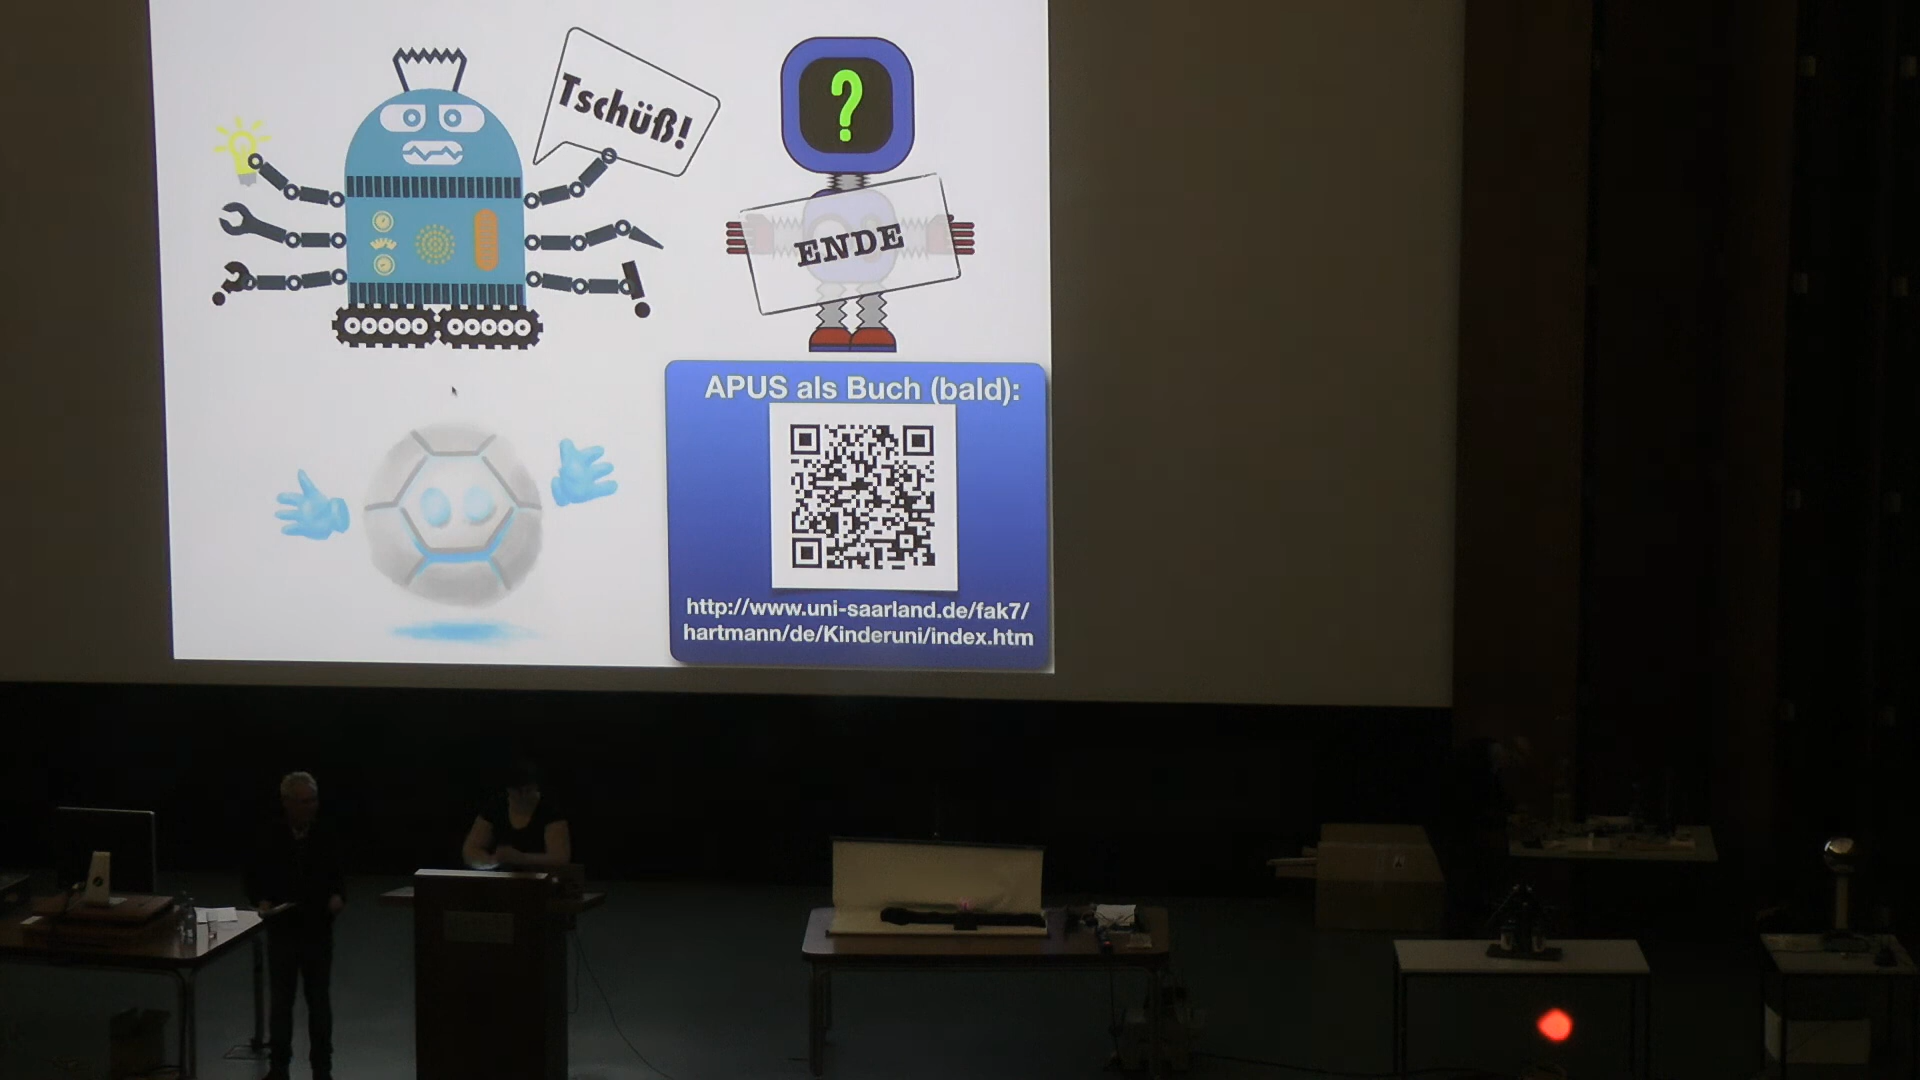 Tschüß!
?
ENDE
APUS als Buch (bald):
http://www.uni-saarland.de/fak7/
hartmann/de/Kinderuni/index.htm